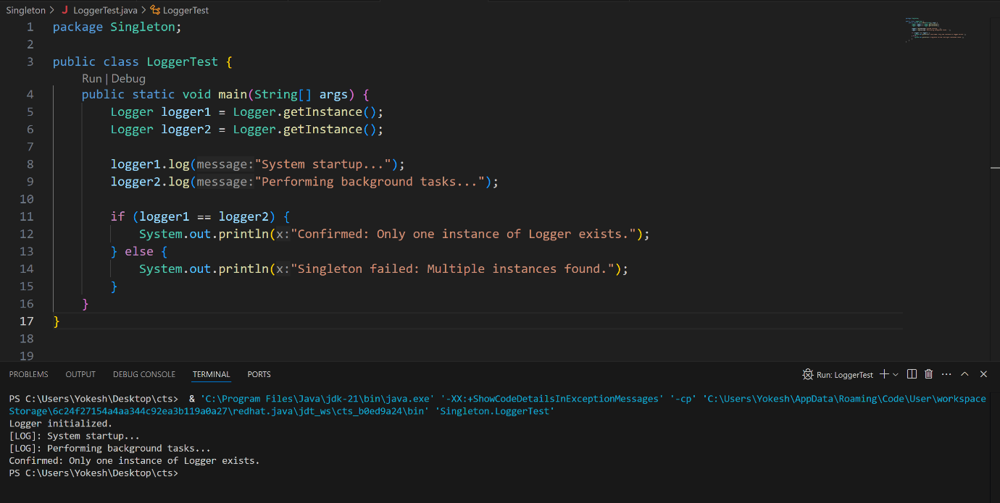 Singleton > J LoggerTest.java > LoggerTest
1 package Singleton;
2
3 public class LoggerTest {
Run | Debug
4 public static void main(String[] args) {
5 Logger logger1 = Logger.getInstance();
6 Logger logger2 = Logger.getInstance();
7
8 logger1.log(message:"System startup...");
9 logger2.log(message:"Performing background tasks...");
10
11 if (logger1 == logger2) {
12 System.out.println(x:"Confirmed: Only one instance of Logger exists.");
13 } else {
14 System.out.println(x:"Singleton failed: Multiple instances found.");
15 }
16 }
17 }
18
19
PROBLEMS OUTPUT DEBUG CONSOLE TERMINAL PORTS Run: LoggerTest
PS C:\Users\Yokesh\Desktop\cts> & 'C:\Program Files\Java\jdk-21\bin\java.exe' '-XX:+ShowCodeDetailsInExceptionMessages' '-cp' 'C:\Users\Yokesh\AppData\Roaming\Code\User\workspace
Storage\6c24f27154a4aa344c92ea3b119a0a27\redhat.java\jdt_ws\cts_b0ed9a24\bin' 'Singleton.LoggerTest'
Logger initialized.
[LOG]: System startup...
[LOG]: Performing background tasks...
Confirmed: Only one instance of Logger exists.
PS C:\Users\Yokesh\Desktop\cts>